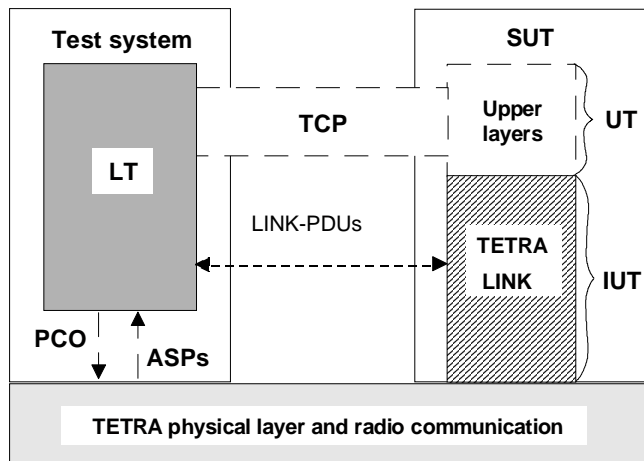 Test system
SUT
LT
TCP
Upper
layers
UT
LINK-PDUs
TETRA
LINK
IUT
PCO
ASPs
TETRA physical layer and radio communication